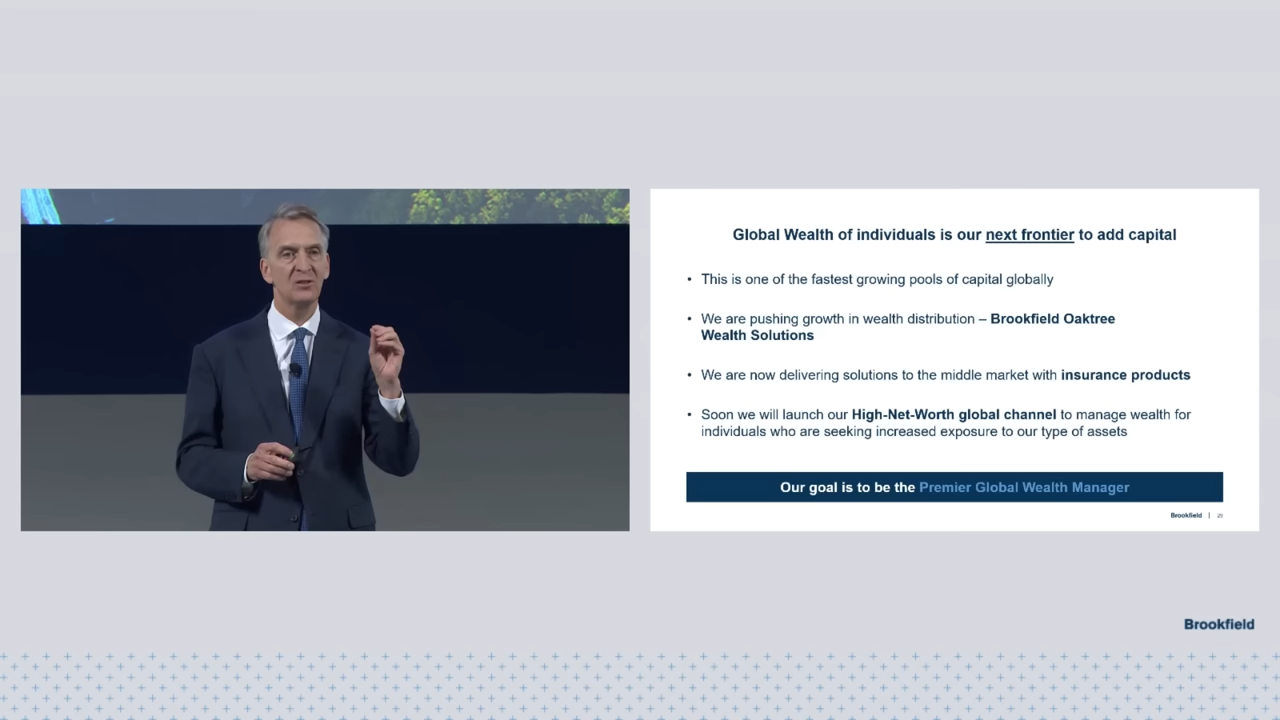 Global Wealth of individuals is our next frontier to add capital
• This is one of the fastest growing pools of capital globally
• We are pushing growth in wealth distribution – Brookfield Oaktree
Wealth Solutions
• We are now delivering solutions to the middle market with insurance products
• Soon we will launch our High-Net-Worth global channel to manage wealth for
individuals who are seeking increased exposure to our type of assets
Our goal is to be the Premier Global Wealth Manager
Brookfield |
Brookfield